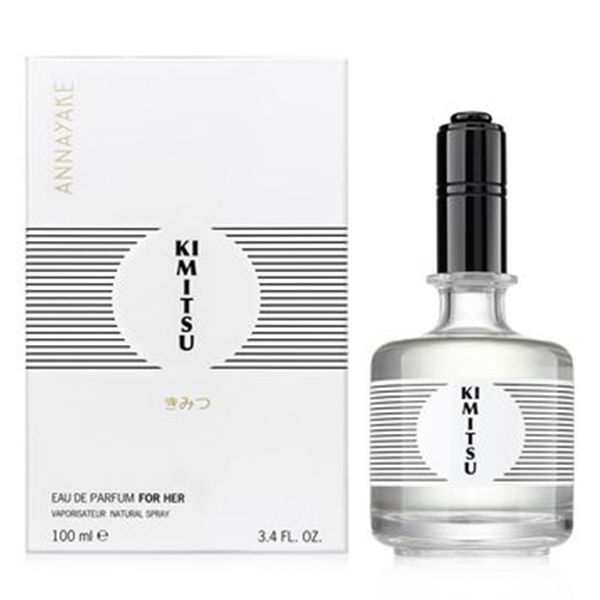 ANNAYAKE
KIMITSU
きみつ
EAU DE PARFUM FOR HER
VAPORISATEUR NATURAL SPRAY
100 ml ℮
3.4 FL. OZ.
KIMITSU